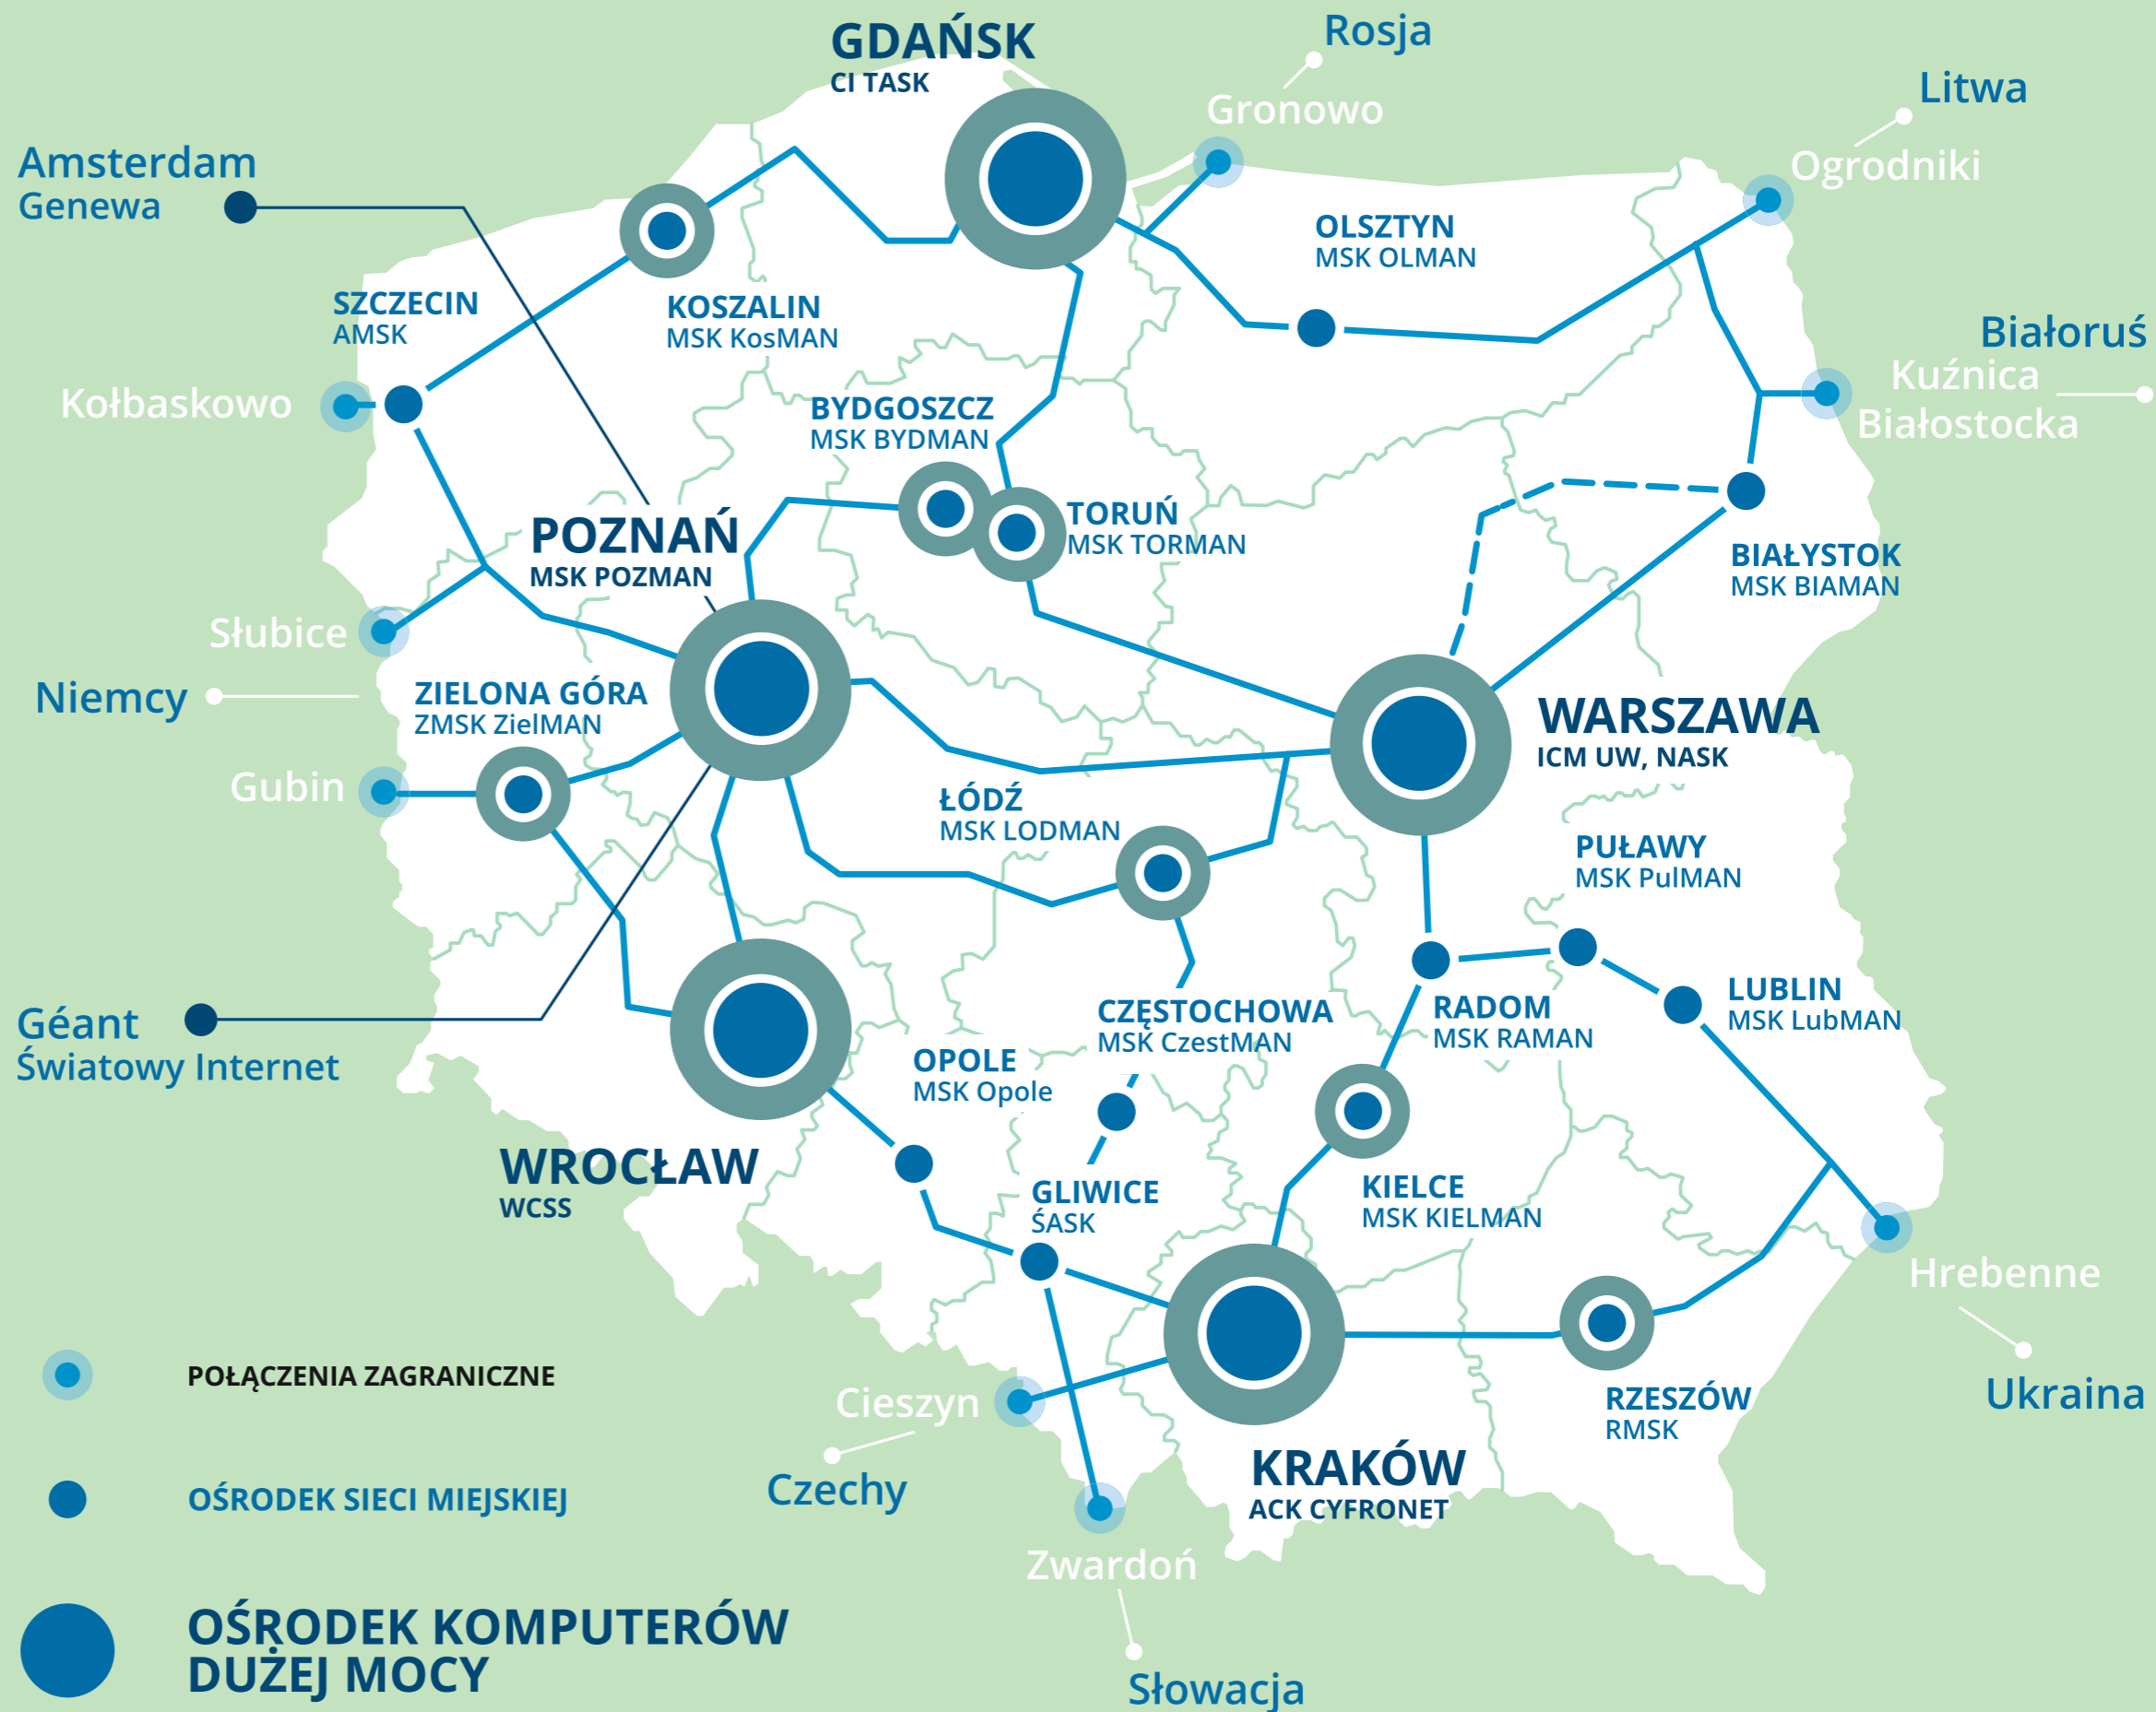 GDAŃSK
CI TASK
Rosja
Gronowo
Litwa
Ogrodniki
Amsterdam
Genewa
OLSZTYN
MSK OLMAN
SZCZECIN
AMSK
KOSZALIN
MSK KosMAN
Białoruś
Kuźnica
Białostocka
Kołbaskowo
BYDGOSZCZ
MSK BYDMAN
POZNAŃ
MSK POZMAN
TORUŃ
MSK TORMAN
BIAŁYSTOK
MSK BIAMAN
Słubice
Niemcy
ZIELONA GÓRA
ZMSK ZielMAN
WARSZAWA
ICM UW, NASK
Gubin
ŁÓDŹ
MSK LODMAN
PUŁAWY
MSK PulMAN
Géant
Światowy Internet
CZĘSTOCHOWA
MSK CzestMAN
RADOM
MSK RAMAN
LUBLIN
MSK LubMAN
OPOLE
MSK Opole
WROCŁAW
WCSS
GLIWICE
ŚASK
KIELCE
MSK KIELMAN
Hrebenne
Ukraina
POŁĄCZENIA ZAGRANICZNE
Cieszyn
Czechy
RZESZÓW
RMSK
KRAKÓW
ACK CYFRONET
OŚRODEK SIECI MIEJSKIEJ
Zwardoń
Słowacja
OŚRODEK KOMPUTERÓW
DUŻEJ MOCY